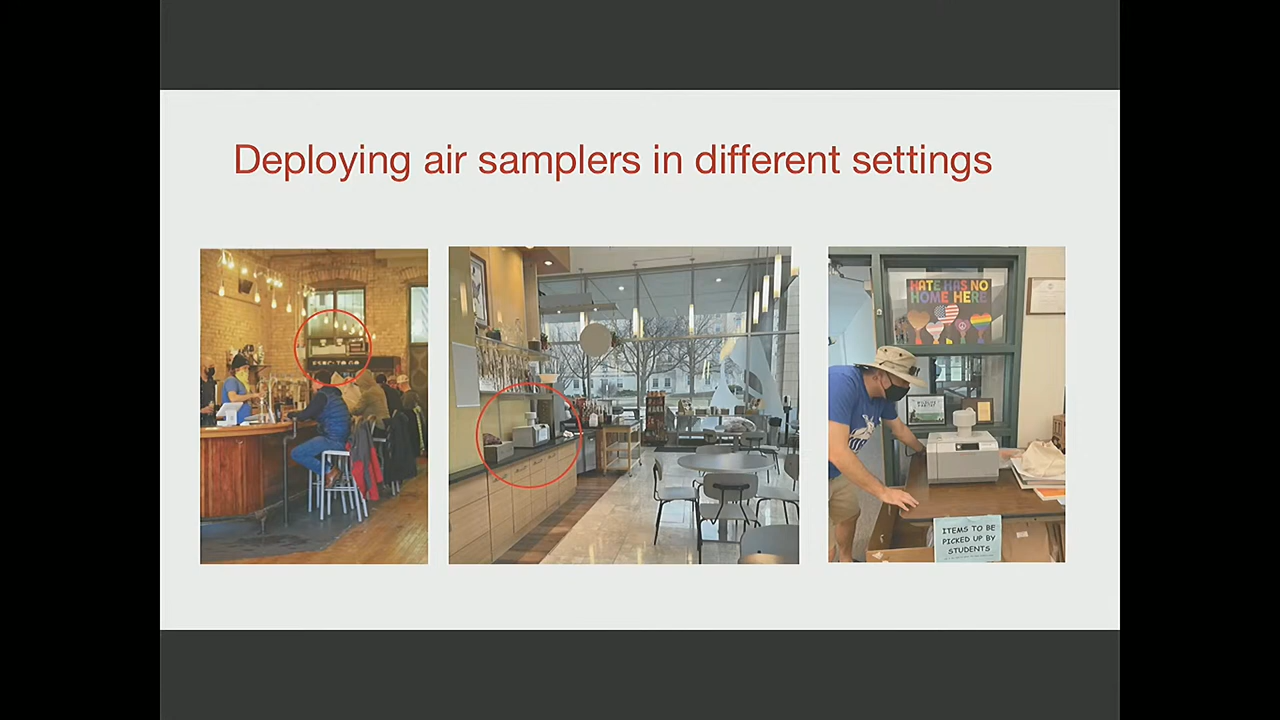 Deploying air samplers in different settings
HATE HAS NO
HOME HERE
ITEMS TO BE
PICKED UP BY
STUDENTS